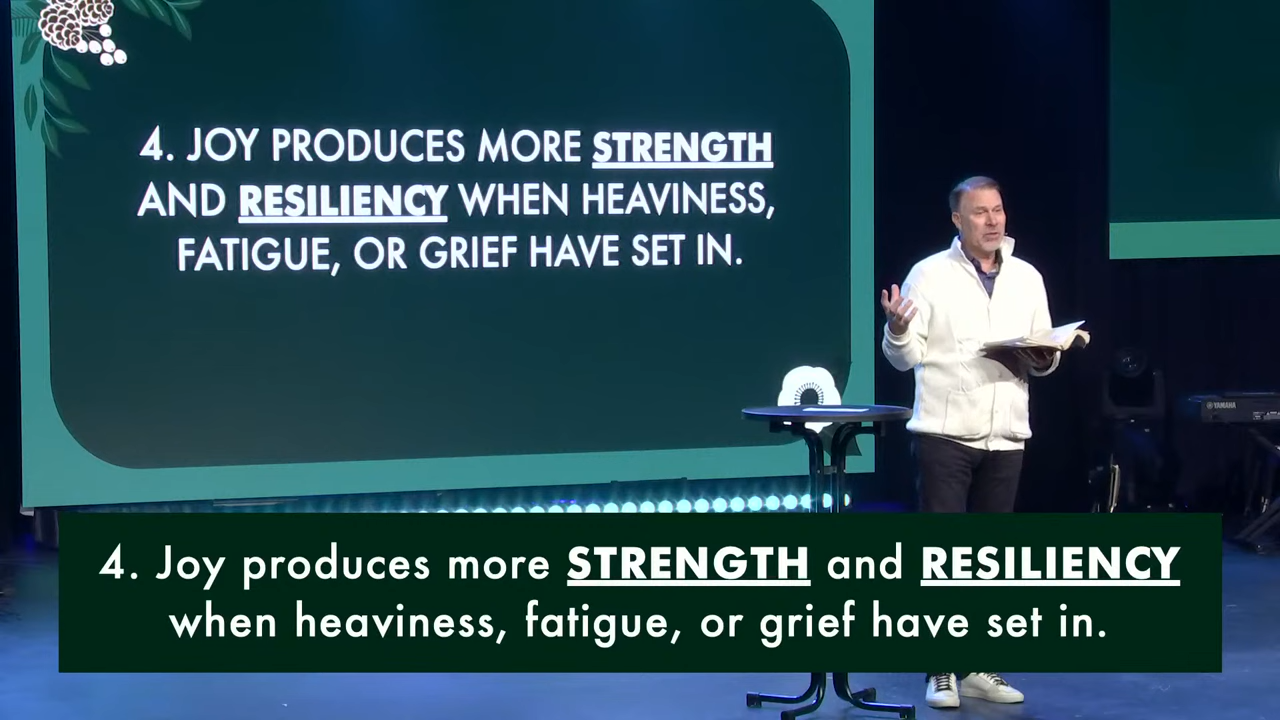 4. JOY PRODUCES MORE STRENGTH
AND RESILIENCY WHEN HEAVINESS,
FATIGUE, OR GRIEF HAVE SET IN.
YAMAHA
4. Joy produces more STRENGTH and RESILIENCY
when heaviness, fatigue, or grief have set in.